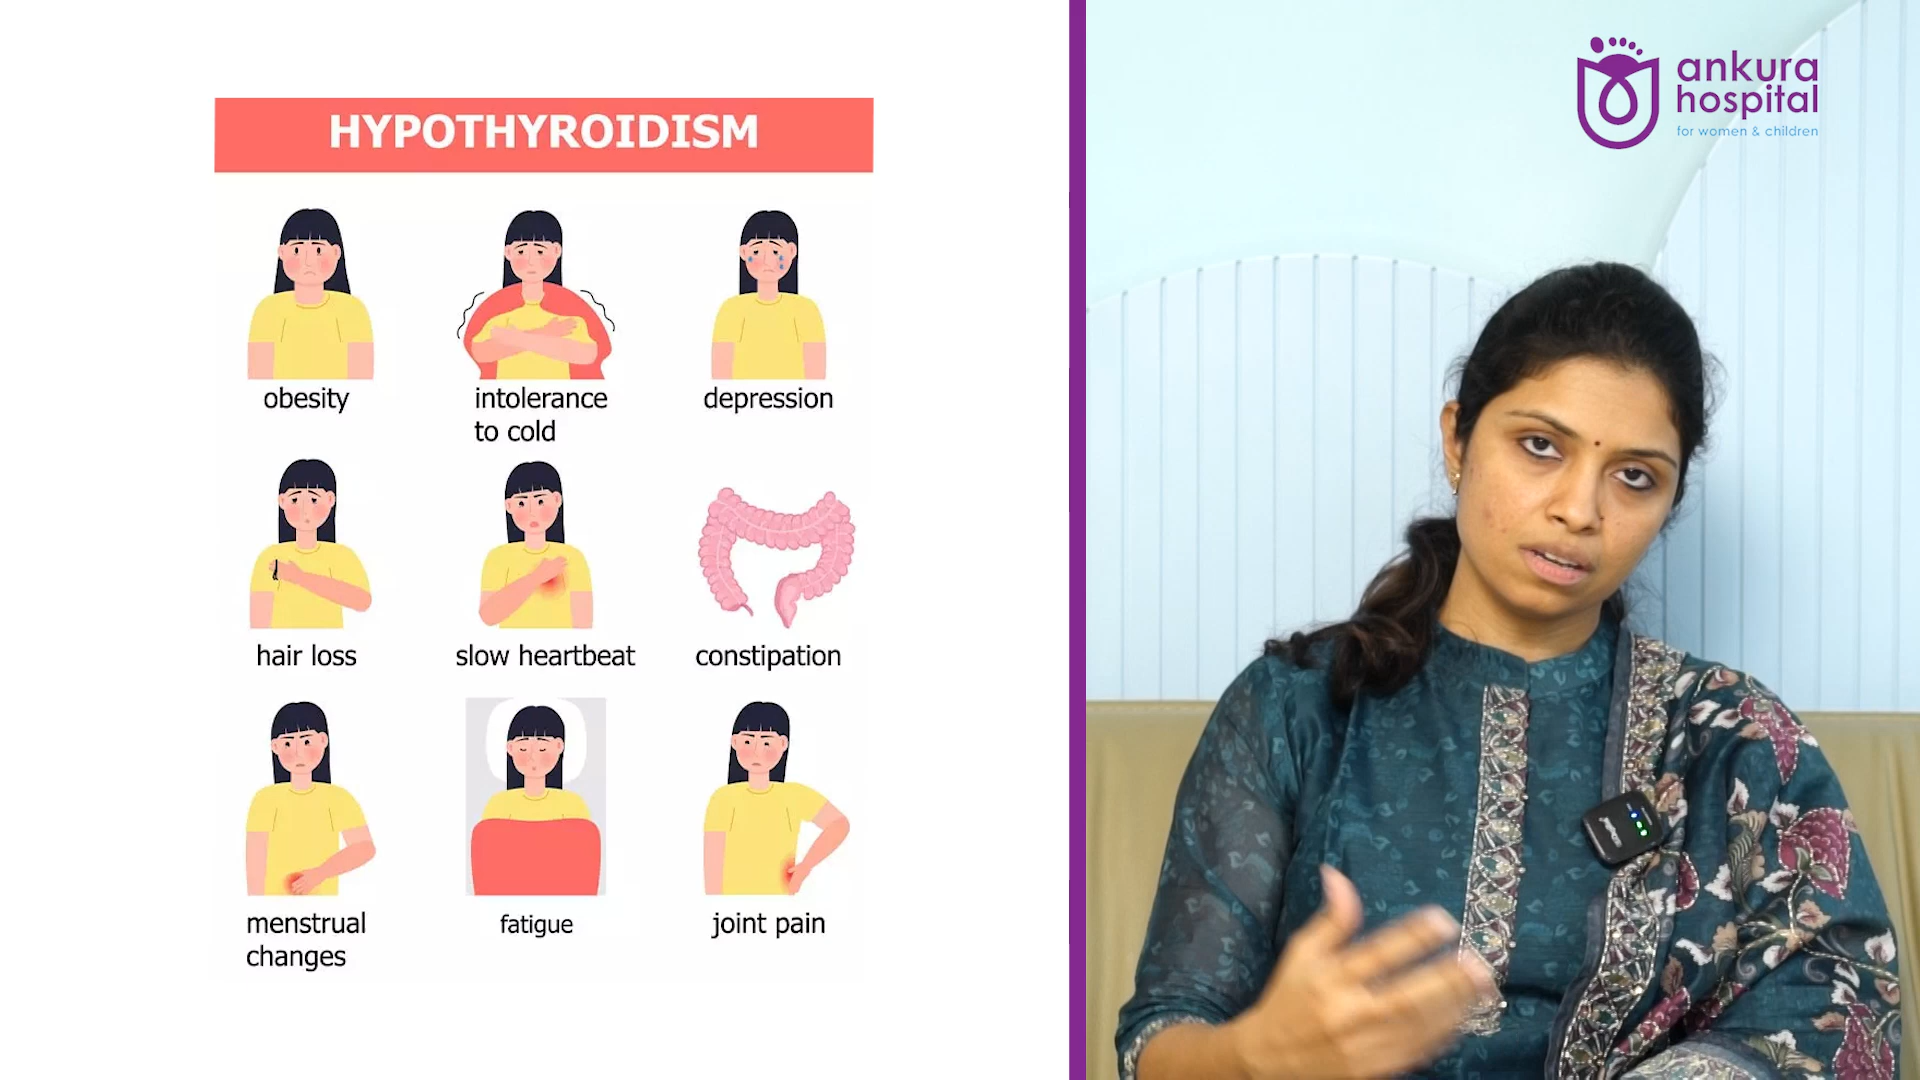 HYPOTHYROIDISM
obesity
intolerance
to cold
depression
hair loss
slow heartbeat
constipation
menstrual
changes
fatigue
joint pain
ankura
hospital
for women & children